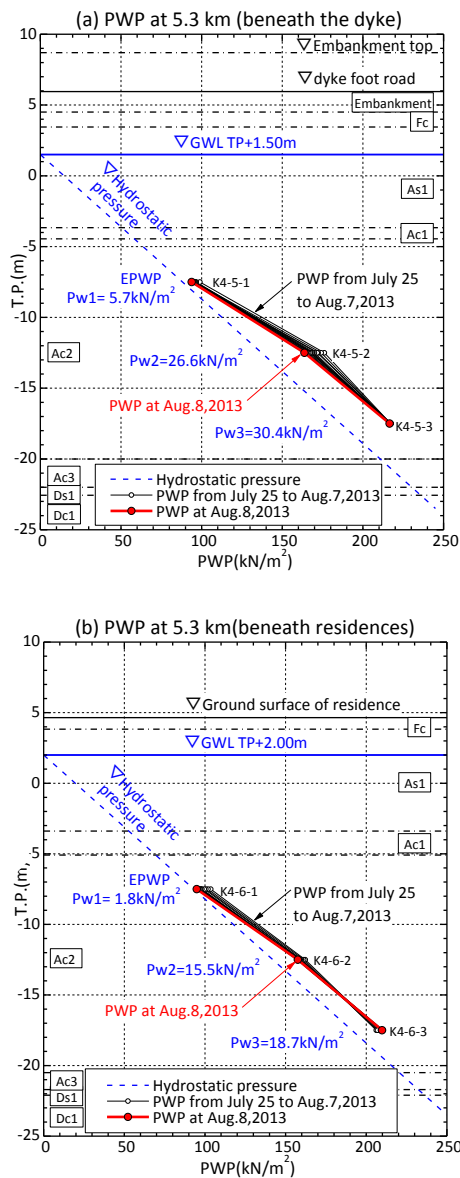 (a) PWP at 5.3 km (beneath the dyke)
10
5
0
-5
-10
-15
-20
-25
T.P.(m)
▽Embankment top
▽dyke foot road
Embankment
Fc
▽GWL TP+1.50m
▽Hydrostatic
pressure
As1
Ac1
EPWP
Pw1= 5.7kN/m²
PWP from July 25
to Aug.7,2013
K4-5-1
Ac2
Pw2=26.6kN/m²
K4-5-2
PWP at Aug.8,2013
Pw3=30.4kN/m²
K4-5-3
Ac3
Ds1
Dc1
Hydrostatic pressure
PWP from July 25 to Aug.7,2013
PWP at Aug.8,2013
0 50 100 150 200 250
PWP(kN/m²)
(b) PWP at 5.3 km(beneath residences)
10
5
0
-5
-10
-15
-20
-25
T.P.(m,
▽Ground surface of residence
Fc
▽GWL TP+2.00m
▽Hydrostatic
pressure
As1
Ac1
EPWP
Pw1= 1.8kN/m²
K4-6-1
PWP from July 25
to Aug.7,2013
Ac2
Pw2=15.5kN/m²
K4-6-2
PWP at Aug.8,2013
Pw3=18.7kN/m²
K4-6-3
Ac3
Ds1
Dc1
Hydrostatic pressure
PWP from July 25 to Aug.7,2013
PWP at Aug.8,2013
0 50 100 150 200 250
PWP(kN/m²)